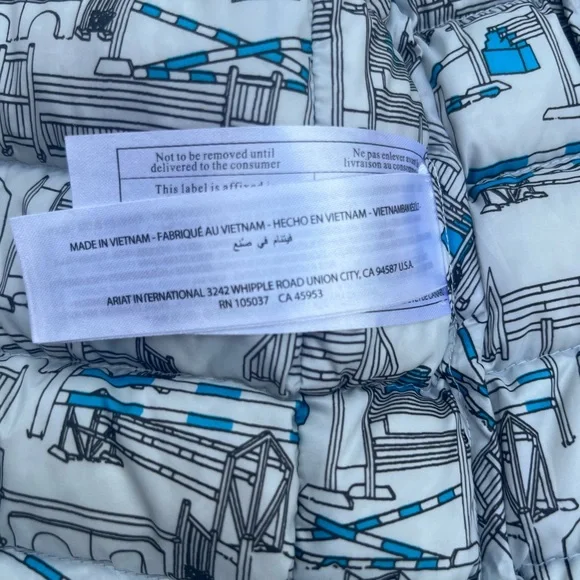 Not to be removed until
delivered to the consumer
Ne pas enlever avant
livraison au consommateur
This label is affixed
MADE IN VIETNAM - FABRIQUÉ AU VIETNAM - HECHO EN VIETNAM -
فيتنام في صنع
ARIAT INTERNATIONAL 3242 WHIPPLE ROAD UNION CITY, CA 94587 U.S.A
RN 105037 CA 45953